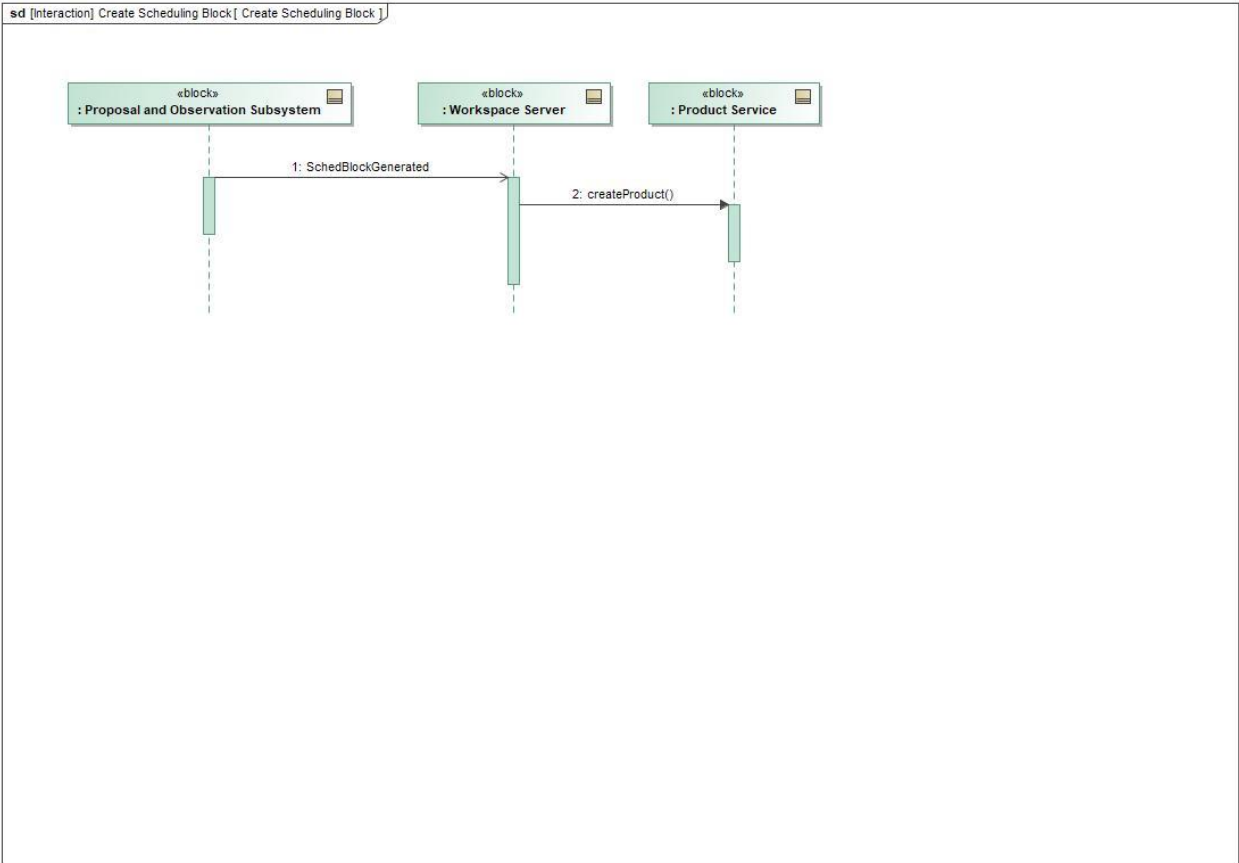 sd [Interaction] Create Scheduling Block [ Create Scheduling Block ]
«block»
: Proposal and Observation Subsystem
«block»
: Workspace Server
«block»
: Product Service
1: SchedBlockGenerated
2: createProduct()